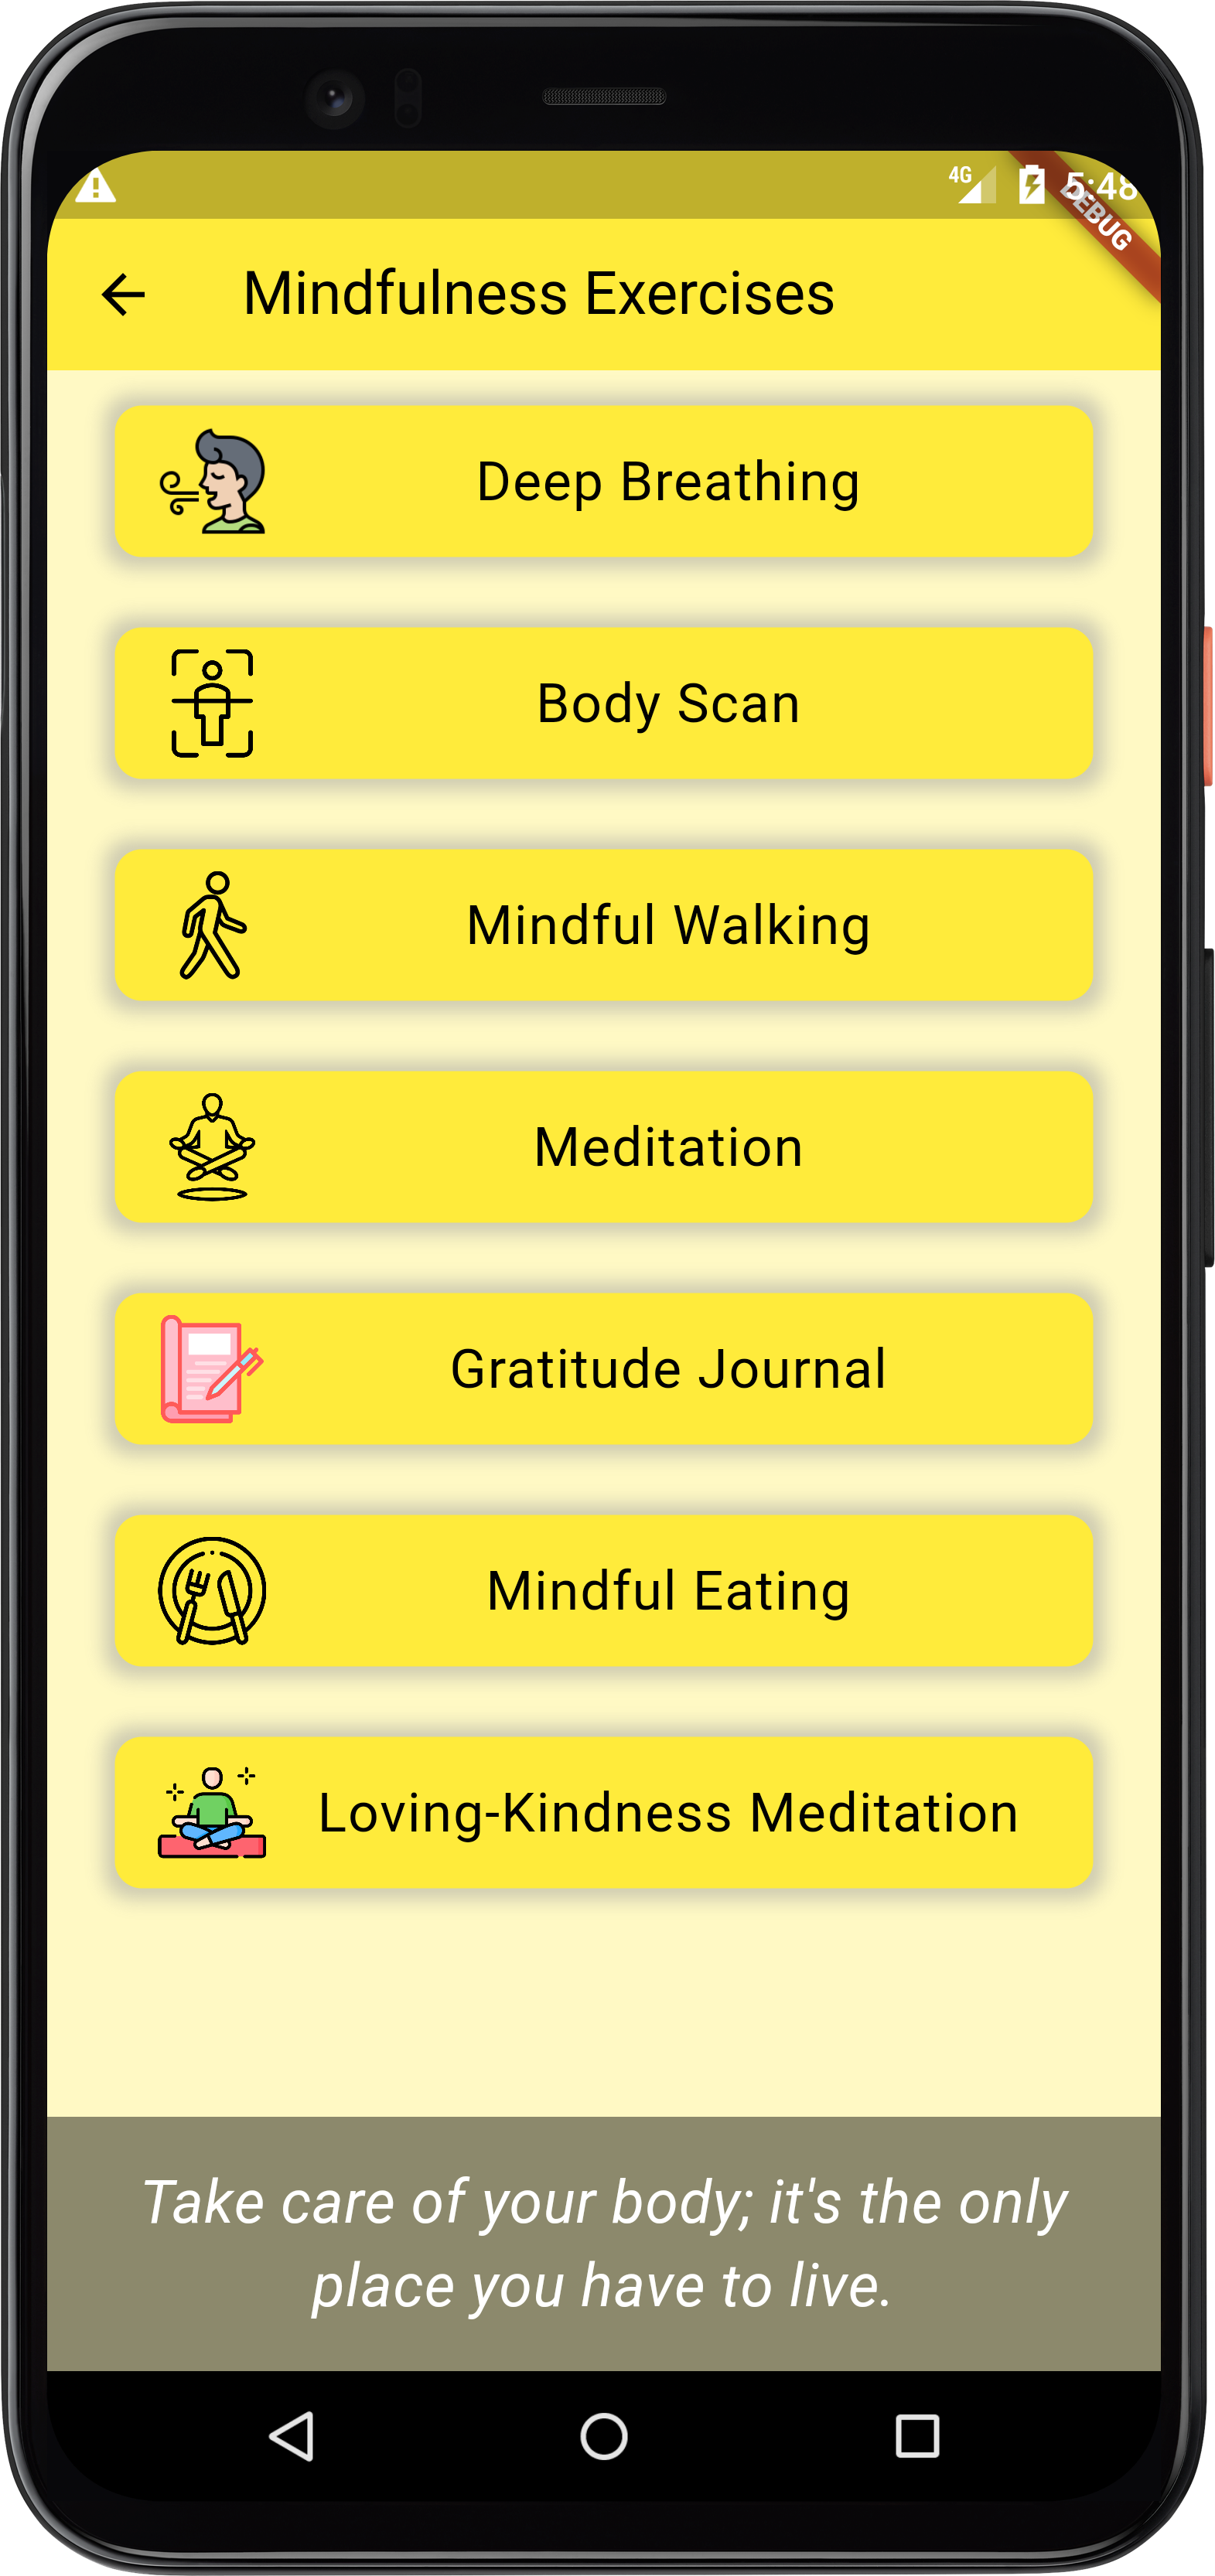 4G 5:48
DEBUG
Mindfulness Exercises
Deep Breathing
Body Scan
Mindful Walking
Meditation
Gratitude Journal
Mindful Eating
Loving-Kindness Meditation
Take care of your body; it's the only
place you have to live.